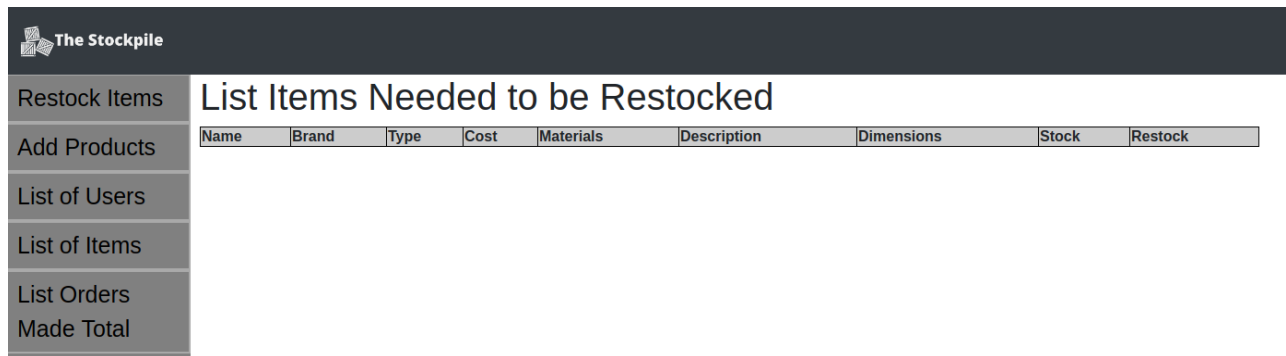 The Stockpile
Restock Items
Add Products
List of Users
List of Items
List Orders
Made Total
List Items Needed to be Restocked
Name Brand Type Cost Materials Description Dimensions Stock Restock